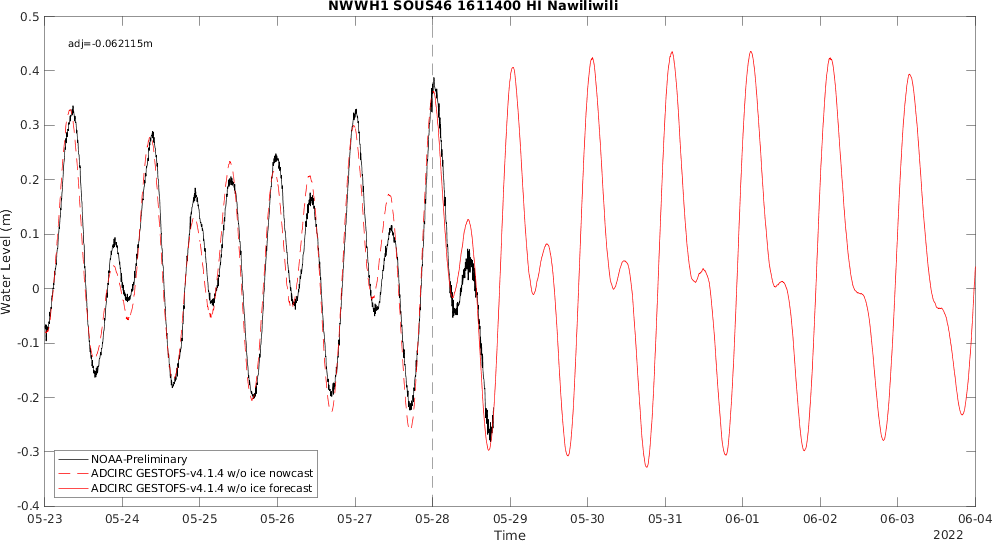 NWWH1 SOUS46 1611400 HI Nawiliwili
adj=-0.062115m
Water Level (m)
0.5
0.4
0.3
0.2
0.1
0
-0.1
-0.2
-0.3
-0.4
NOAA-Preliminary
ADCIRC GESTOFS-v4.1.4 w/o ice nowcast
ADCIRC GESTOFS-v4.1.4 w/o ice forecast
05-23 05-24 05-25 05-26 05-27 05-28 05-29 05-30 05-31 06-01 06-02 06-03 06-04
Time
2022